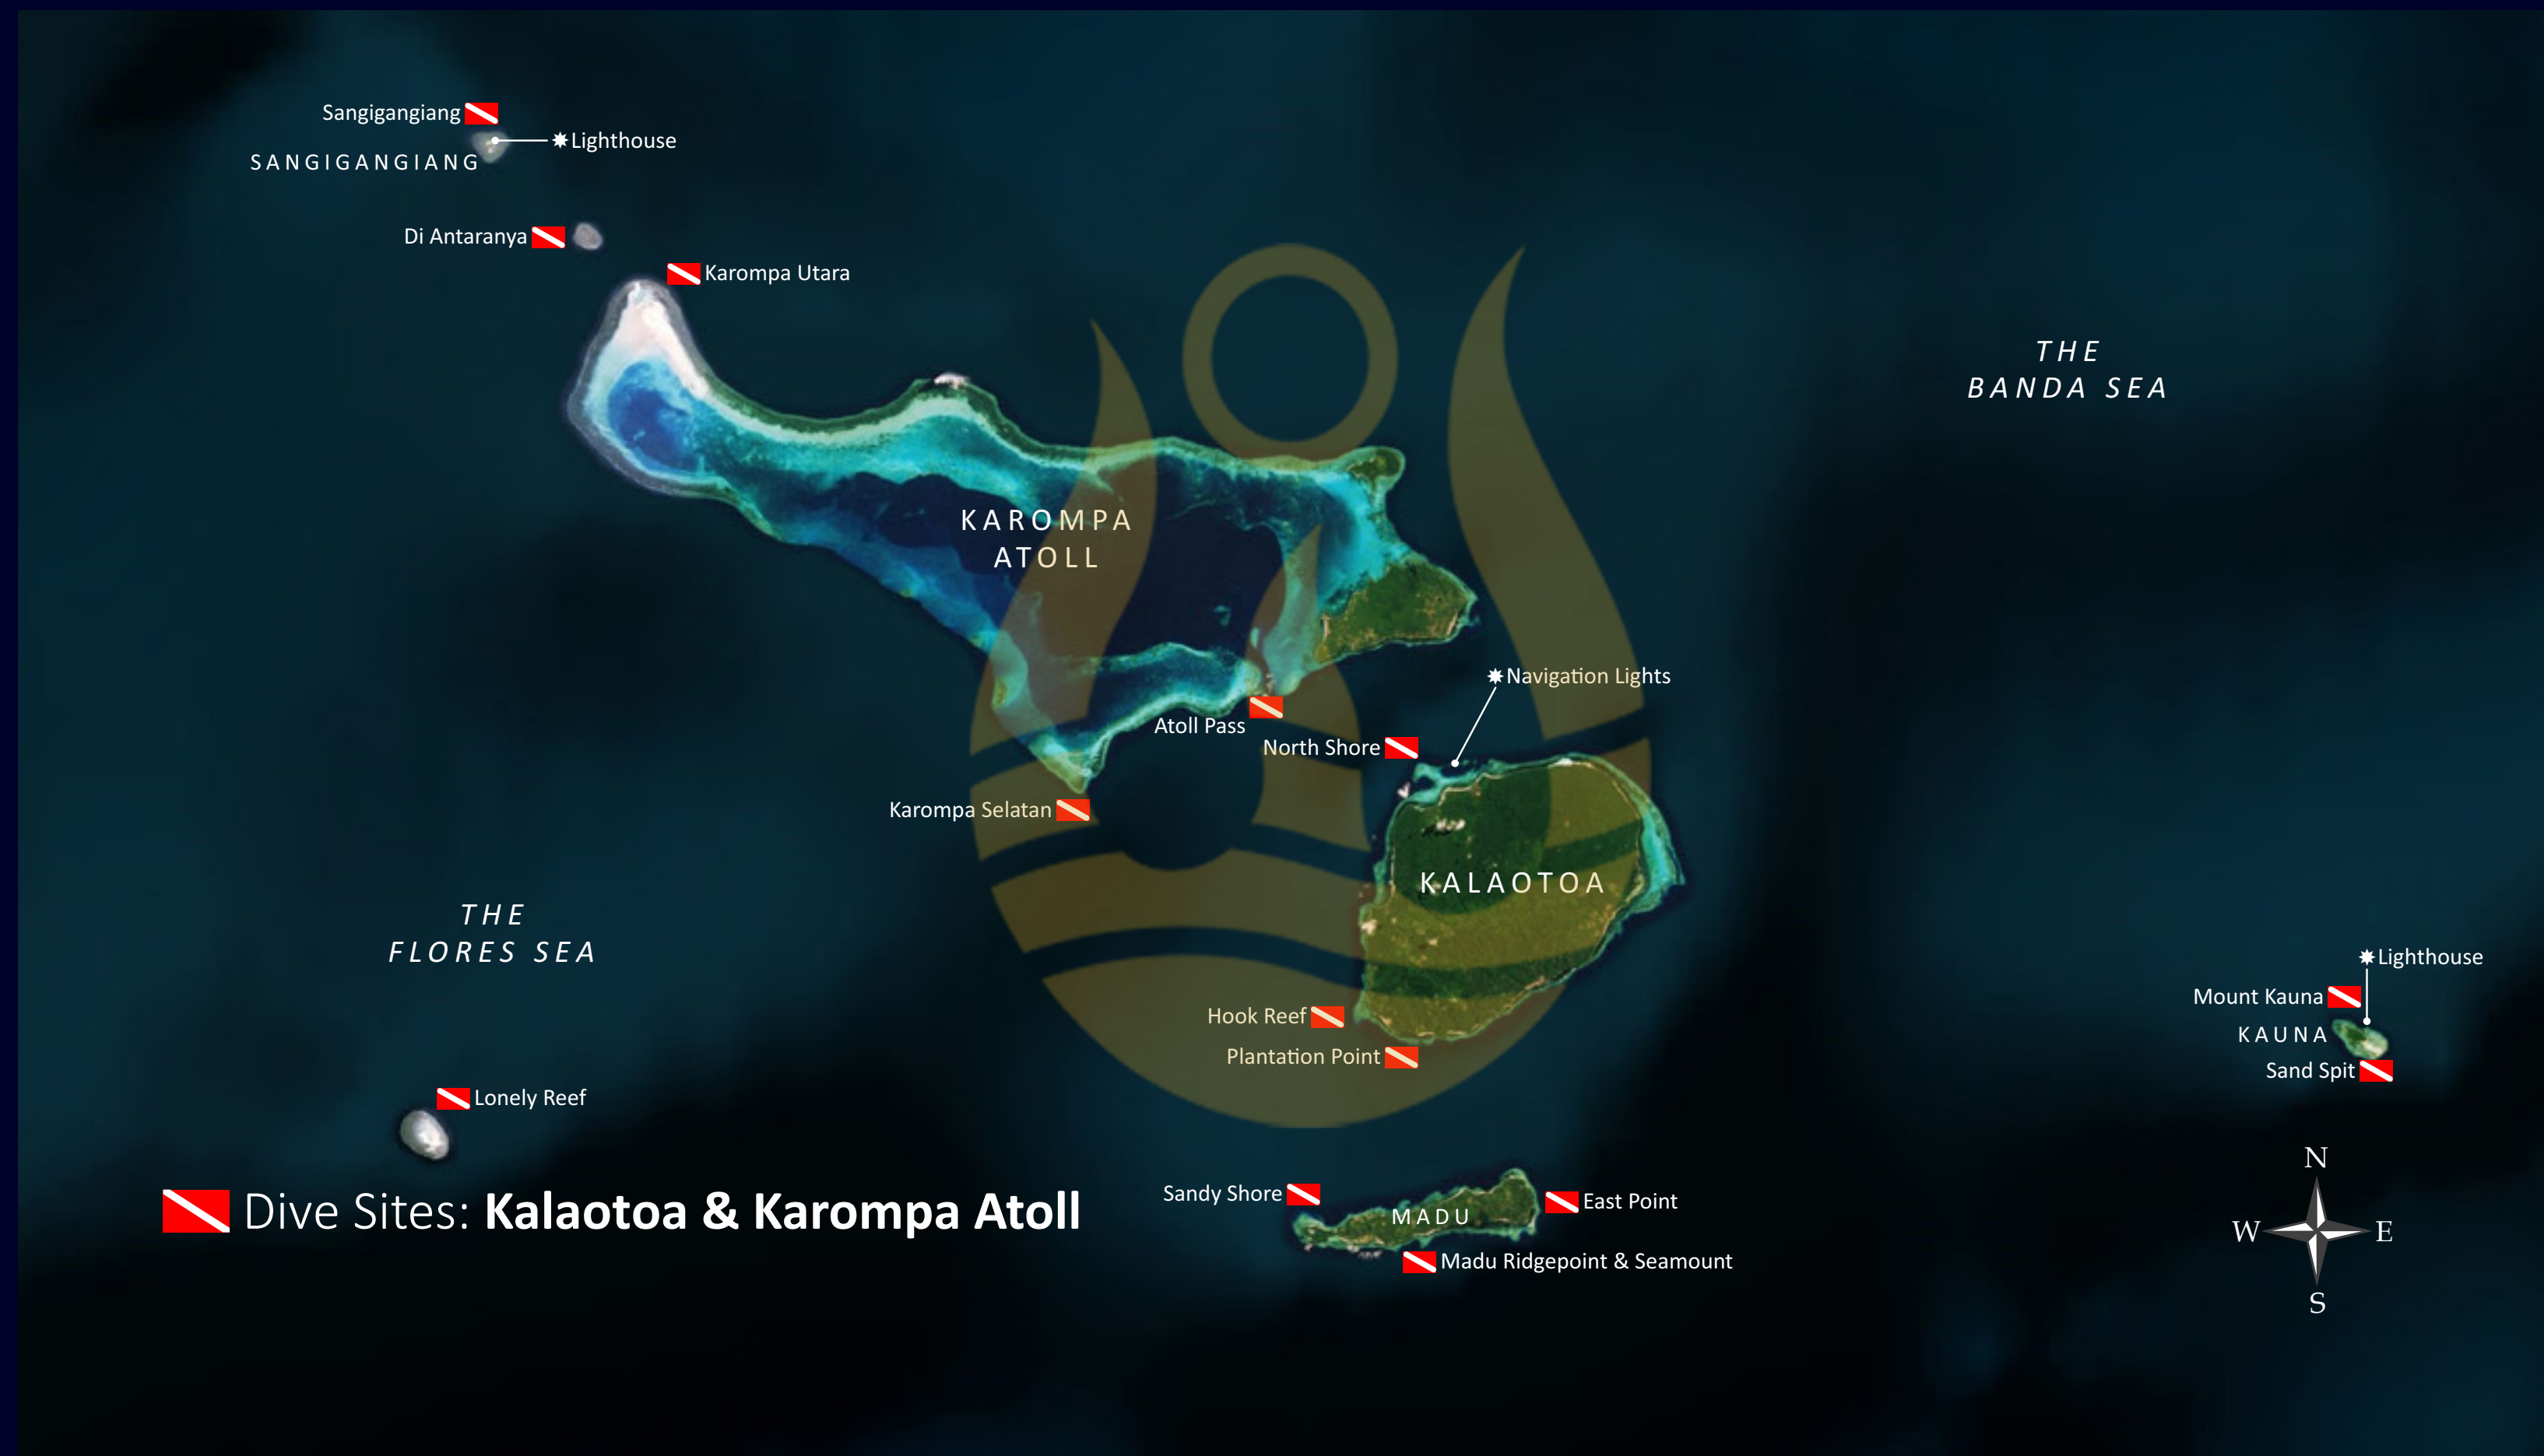 Sangigangiang
Lighthouse
SANGIGANGIANG
Di Antaranya
Karompa Utara
THE
BANDA SEA
KAROMPA
ATOLL
Navigation Lights
Atoll Pass
North Shore
Karompa Selatan
KALAOTOA
THE
FLORES SEA
Lighthouse
Mount Kauna
KAUNA
Sand Spit
Hook Reef
Plantation Point
Lonely Reef
Dive Sites: Kalaotoa & Karompa Atoll
Sandy Shore
MADU
East Point
Madu Ridgepoint & Seamount
N
W
E
S